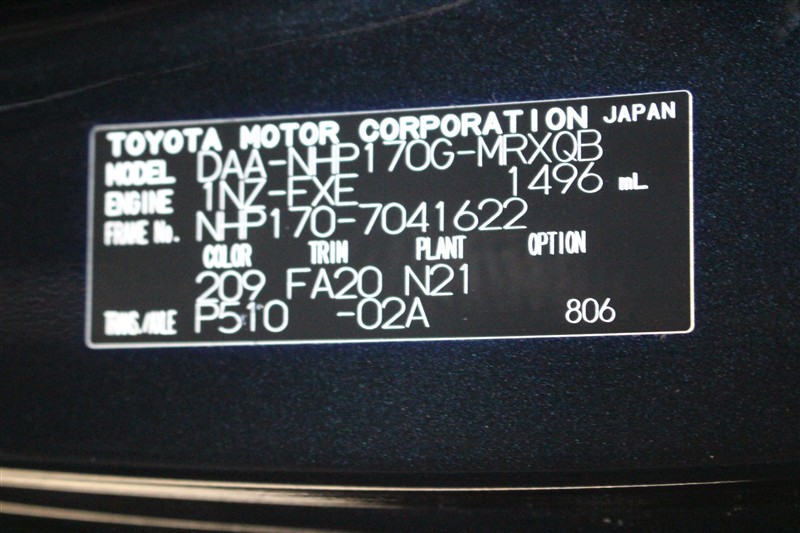 TOYOTA MOTOR CORPORATION JAPAN
MODEL DAA-NHP170G-MRXQB
ENGINE 1NZ-FXE 1496 mL
FRAME No. NHP170-7041622
COLOR TRIM PLANT OPTION
209 FA20 N21
TRANS./AXLE P510 -02A 806